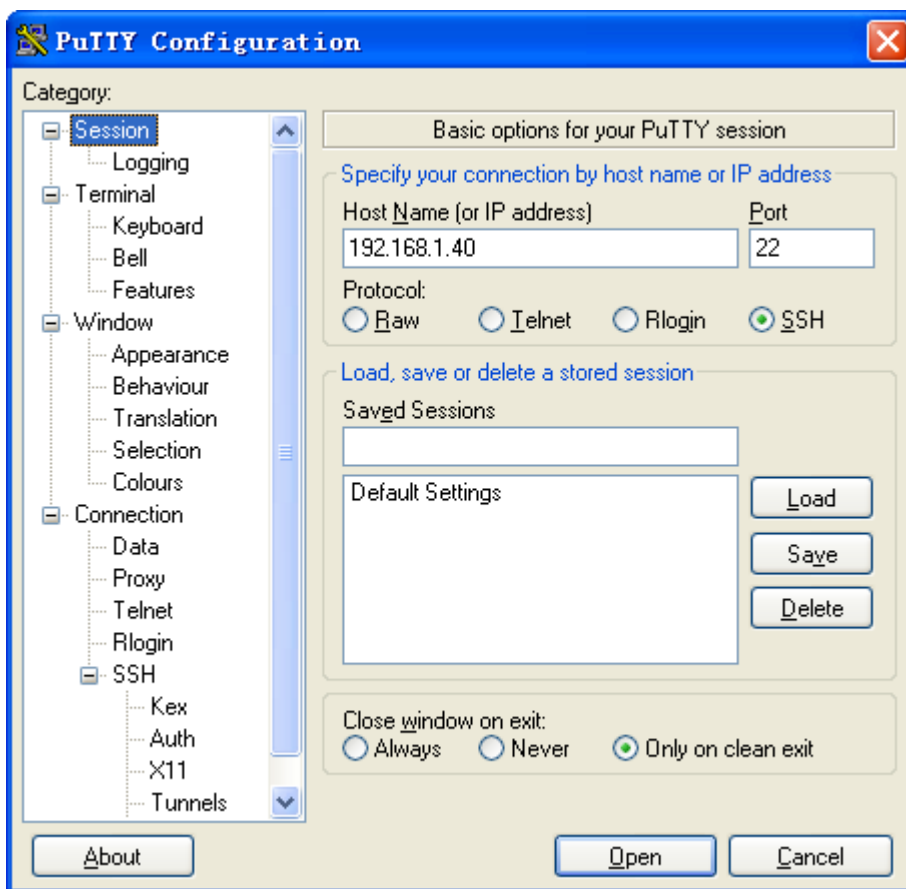 PuTTY Configuration
Category:
Session
Logging
Terminal
Keyboard
Bell
Features
Window
Appearance
Behaviour
Translation
Selection
Colours
Connection
Data
Proxy
Telnet
Rlogin
SSH
Kex
Auth
X11
Tunnels
Basic options for your PuTTY session
Specify your connection by host name or IP address
Host Name (or IP address) Port
192.168.1.40 22
Protocol:
Raw Telnet Rlogin SSH
Load, save or delete a stored session
Saved Sessions
Default Settings
Load
Save
Delete
Close window on exit:
Always Never Only on clean exit
About Open Cancel